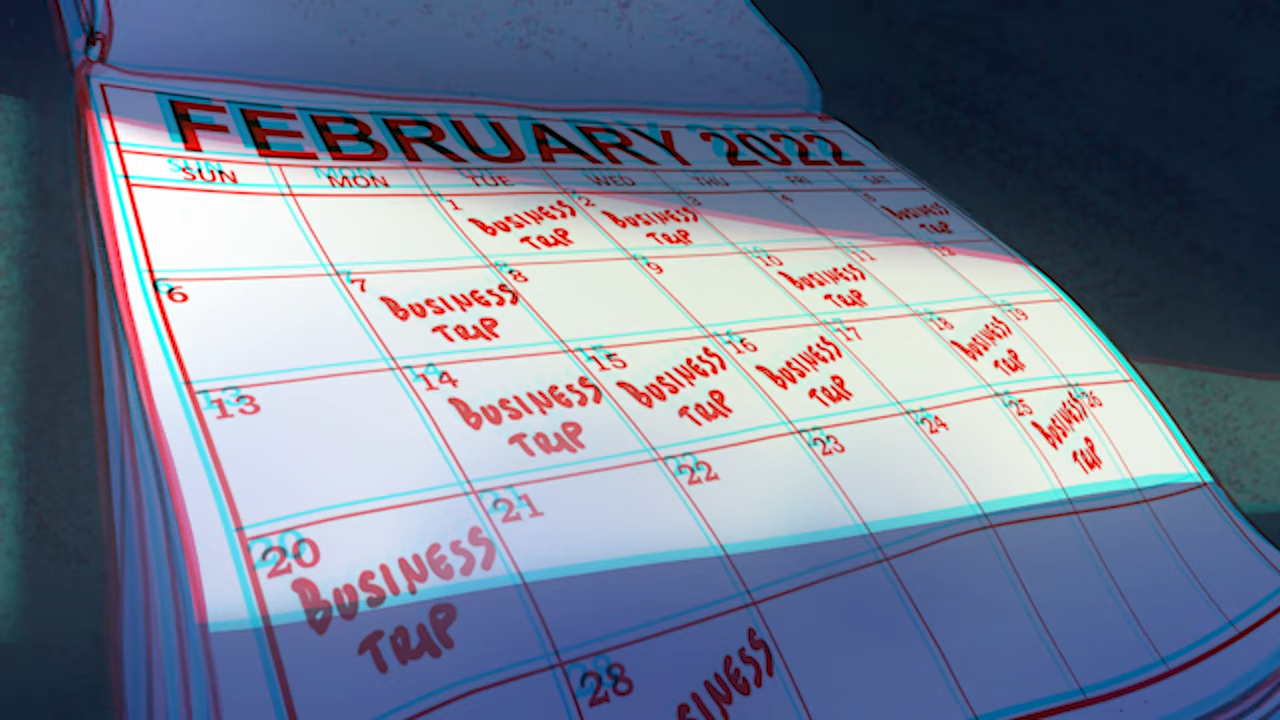 FEBRUARY 2022
SUN MON TUE WED THU FRI SAT
1 2 3 4 5
BUSINESS BUSINESS BUSINESS
TRIP TRIP TRIP
6 7 8 9 10 11 12
BUSINESS BUSINESS
TRIP TRIP
13 14 15 16 17 18 19
BUSINESS BUSINESS BUSINESS BUSINESS
TRIP TRIP TRIP TRIP
20 21 22 23 24 25 26
BUSINESS BUSINESS
TRIP TRIP
28
SINESS